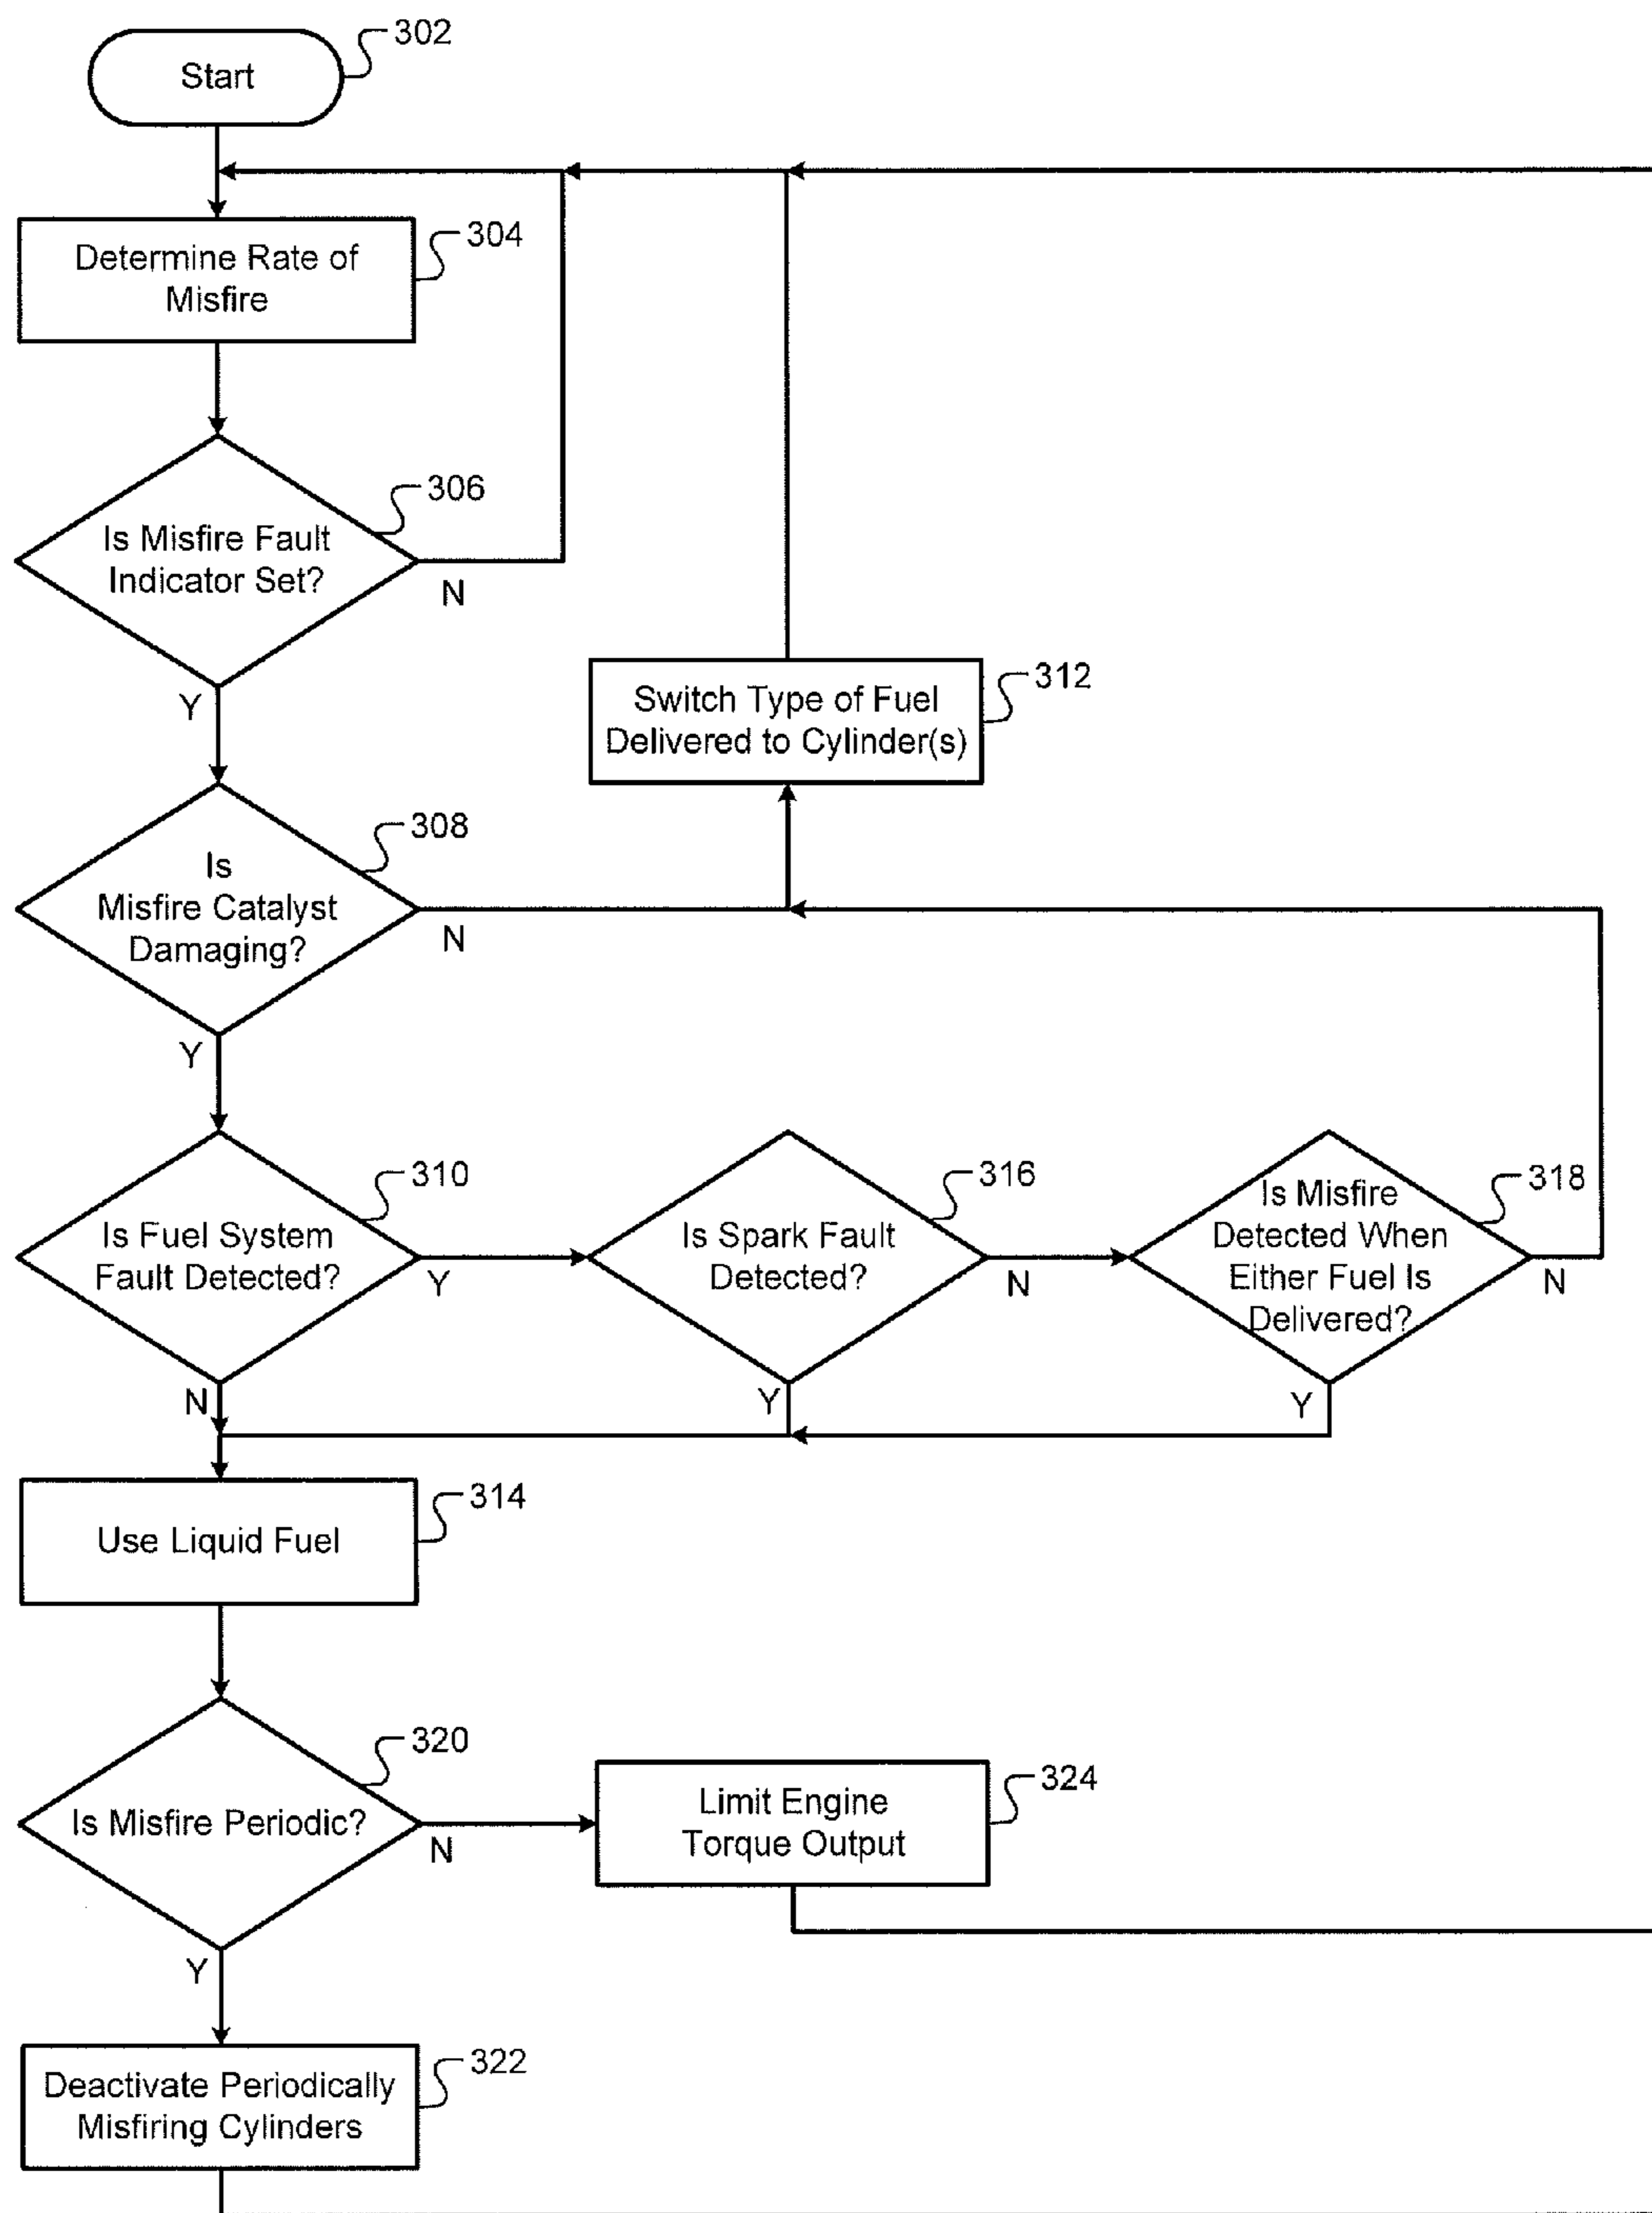 Start
302
Determine Rate of
Misfire
304
Is Misfire Fault
Indicator Set?
306
N
Y
Switch Type of Fuel
Delivered to Cylinder(s)
312
Is
Misfire Catalyst
Damaging?
308
N
Y
Is Fuel System
Fault Detected?
310
Y
N
Is Spark Fault
Detected?
316
N
Y
Is Misfire
Detected When
Either Fuel Is
Delivered?
318
N
Y
Use Liquid Fuel
314
Is Misfire Periodic?
320
N
Y
Limit Engine
Torque Output
324
Deactivate Periodically
Misfiring Cylinders
322